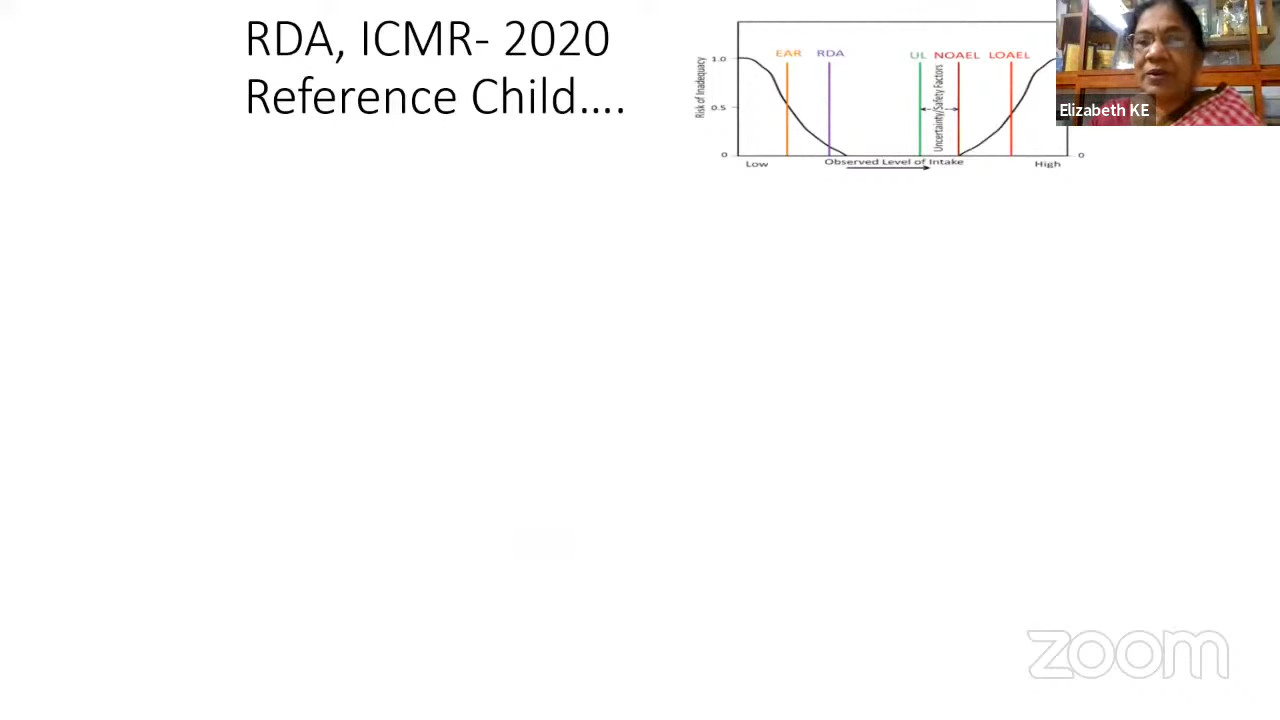 RDA, ICMR- 2020
Reference Child....
EAR RDA UL NOAEL LOAEL
Risk of Inadequacy
1.0
0.5
0
Uncertainty/Safety Factors
0
Low Observed Level of Intake High
Elizabeth KE
zoom